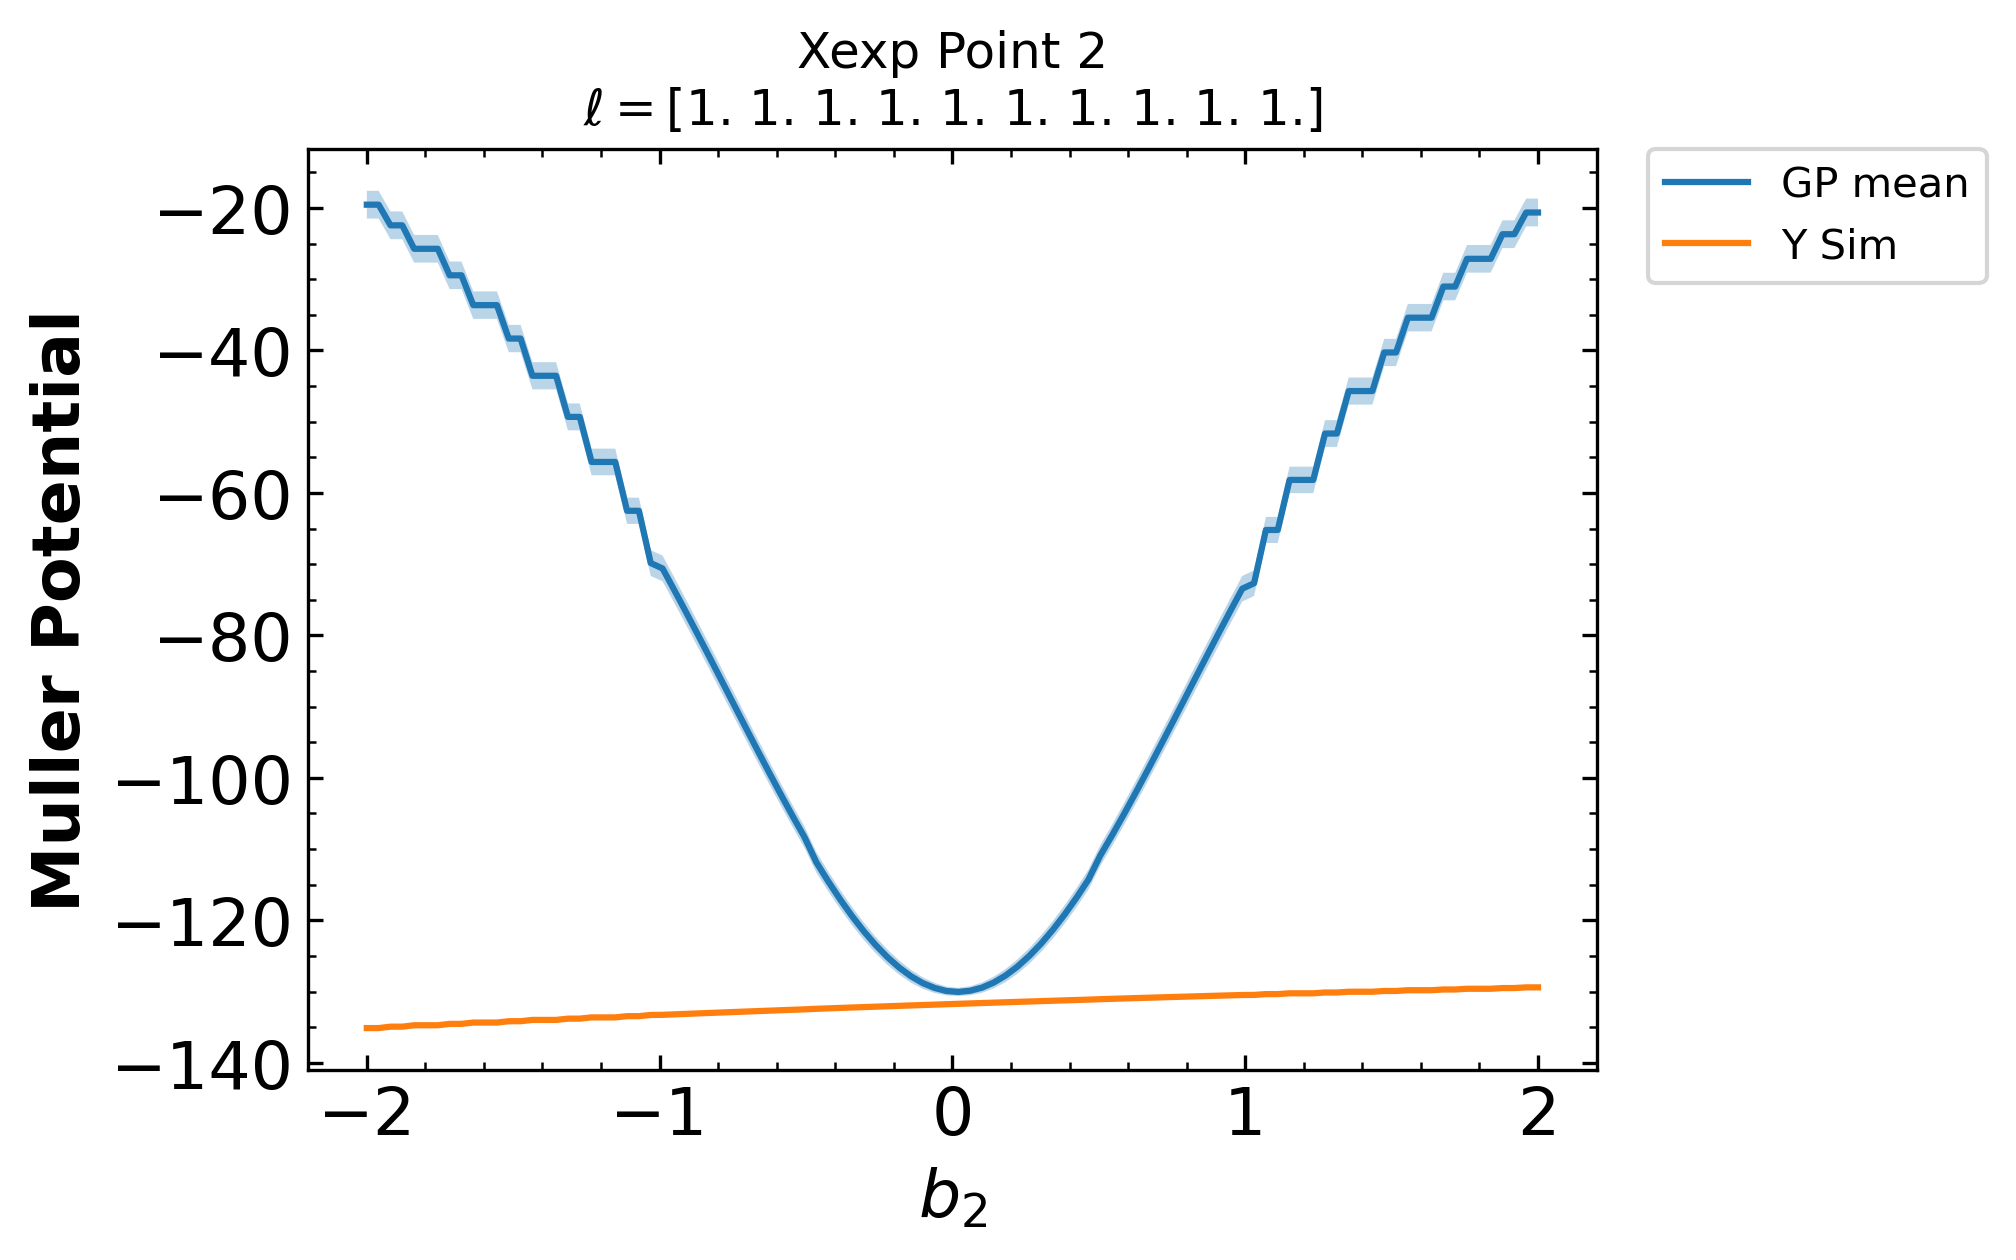 Xexp Point 2
ℓ = [1. 1. 1. 1. 1. 1. 1. 1. 1. 1.]
GP mean
Y Sim
Muller Potential
−20
−40
−60
−80
−100
−120
−140
−2 −1 0 1 2
b₂